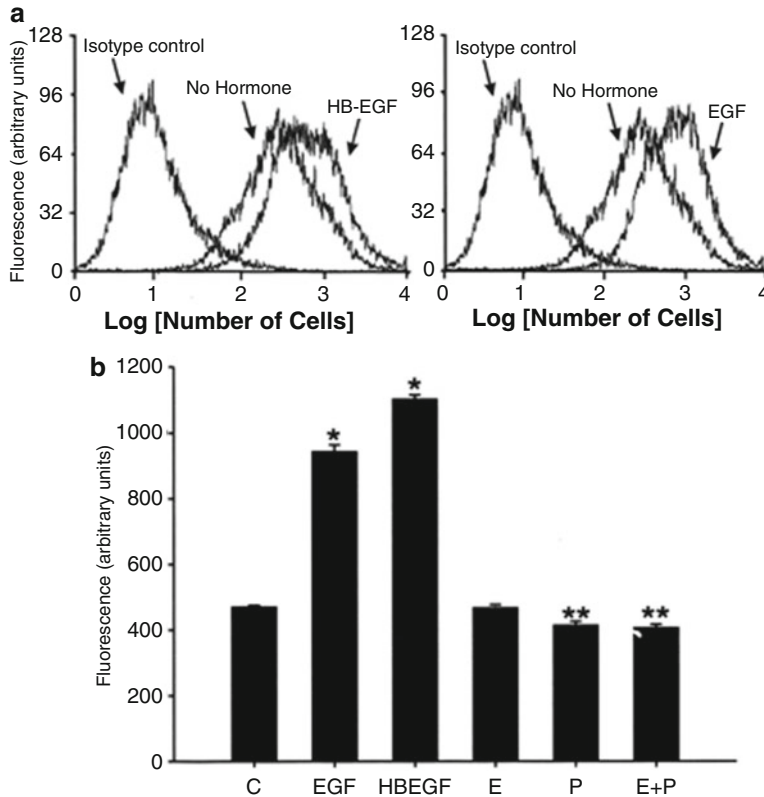 a
Isotype control
No Hormone
HB-EGF
Fluorescence (arbitrary units)
128
96
64
32
0
0 1 2 3 4
Log [Number of Cells]
Isotype control
No Hormone
EGF
128
96
64
32
0
0 1 2 3 4
Log [Number of Cells]
b
Fluorescence (arbitrary units)
1200
1000
800
600
400
200
0
* * ** **
C EGF HBEGF E P E+P